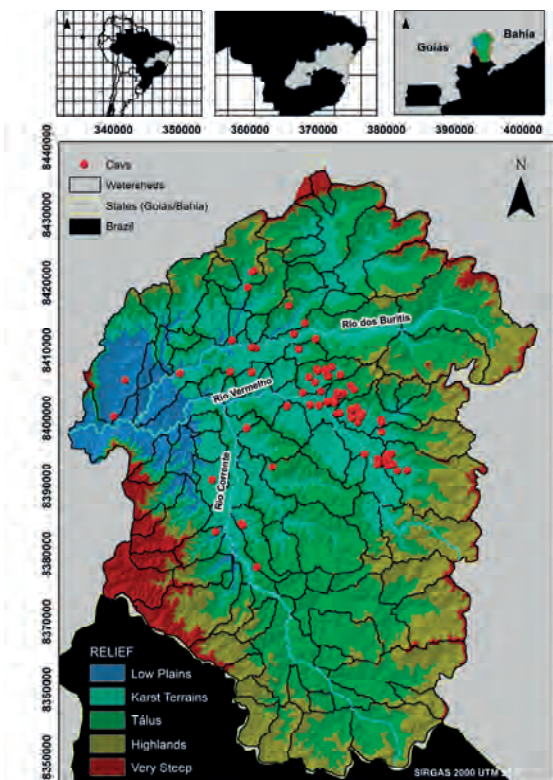 Goiás
Bahia
340000 350000 360000 370000 380000 390000 400000
8440000
8430000
8420000
8410000
8400000
8390000
8380000
8370000
8350000
8350000
Cavs
Watersheds
States (Goiás/Bahia)
Brazil
N
Rio dos Buritis
Rio Vermelho
Rio Corrente
RELIEF
Low Plains
Karst Terrains
Tálus
Highlands
Very Steep
SIRGAS 2000 UTM